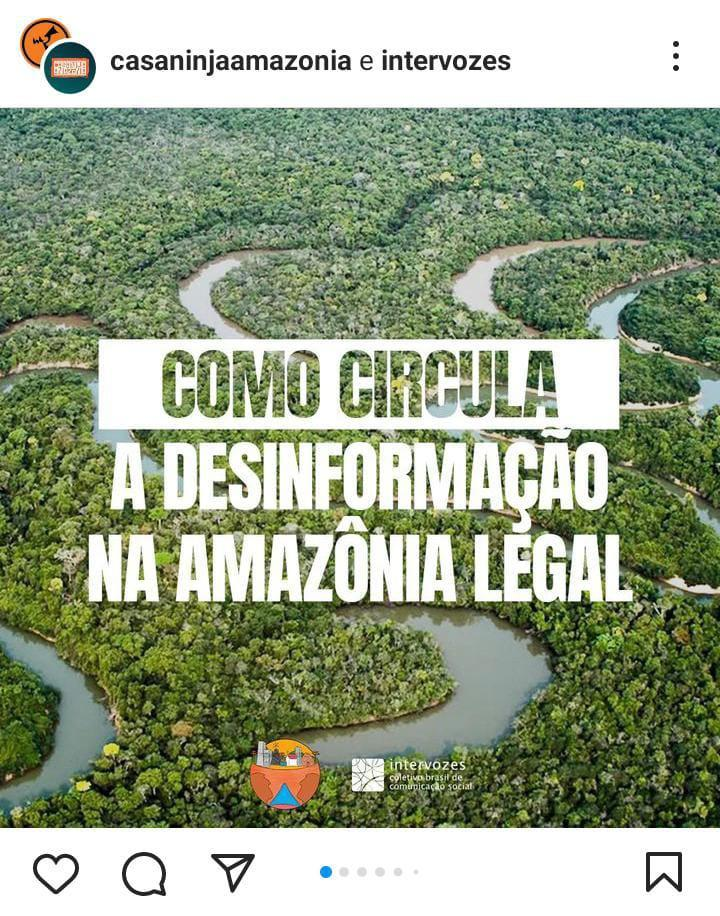 casaninjaamazonia e intervozes
COMO CIRCULA
A DESINFORMAÇÃO
NA AMAZÔNIA LEGAL
intervozes
coletivo brasil de
comunicação social